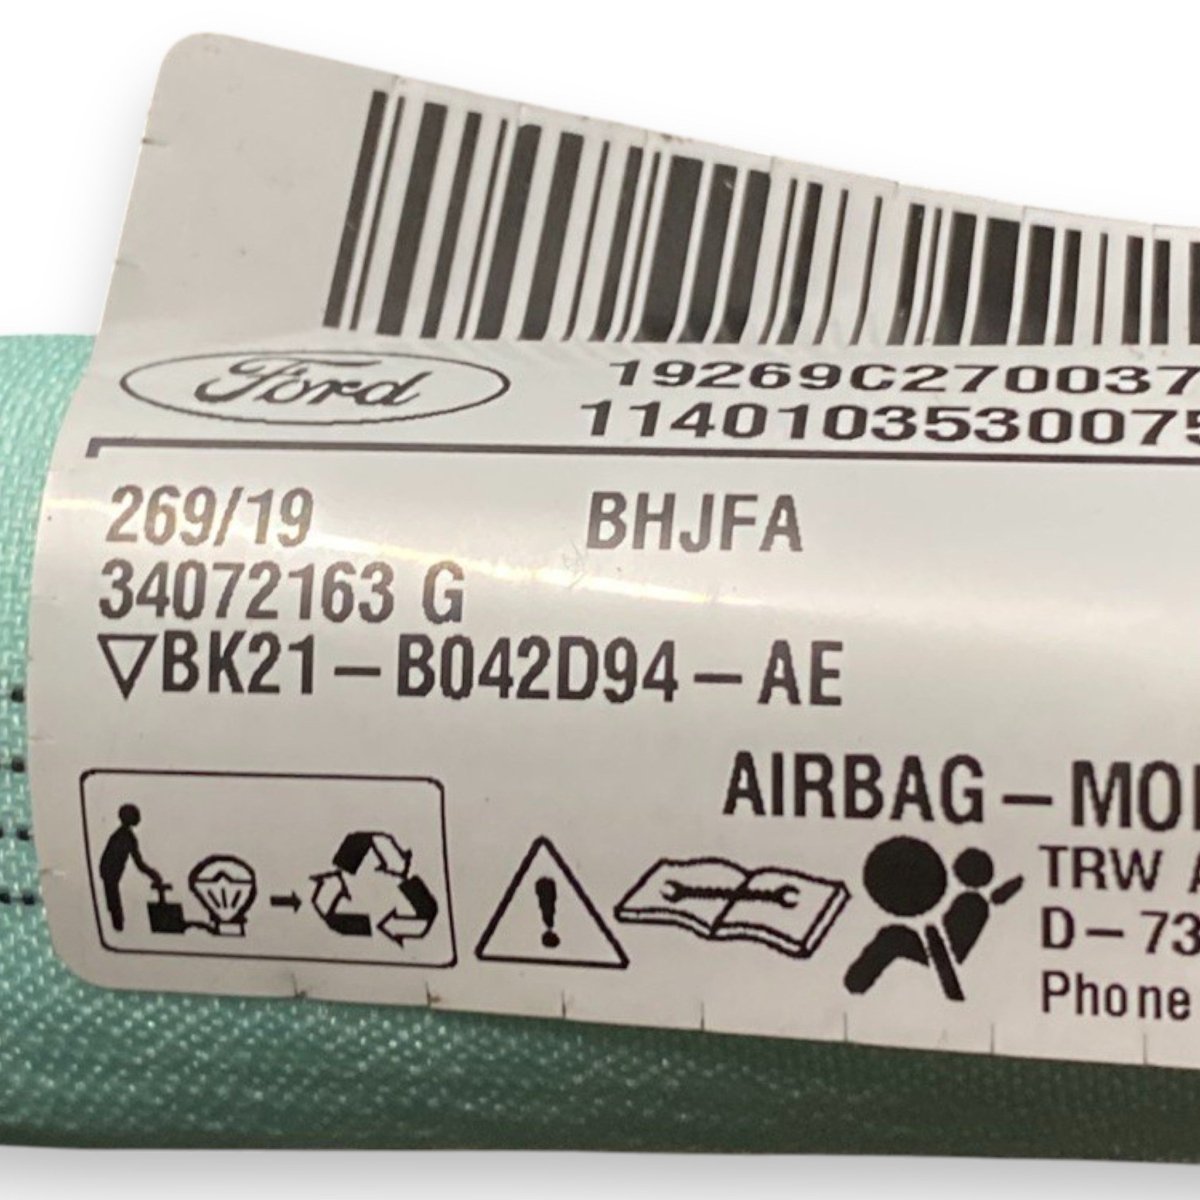 Ford
19269C270037
1140103530075
269/19 BHJFA
34072163 G
▽BK21-B042D94-AE
AIRBAG-MO
TRW
D-73
Phone